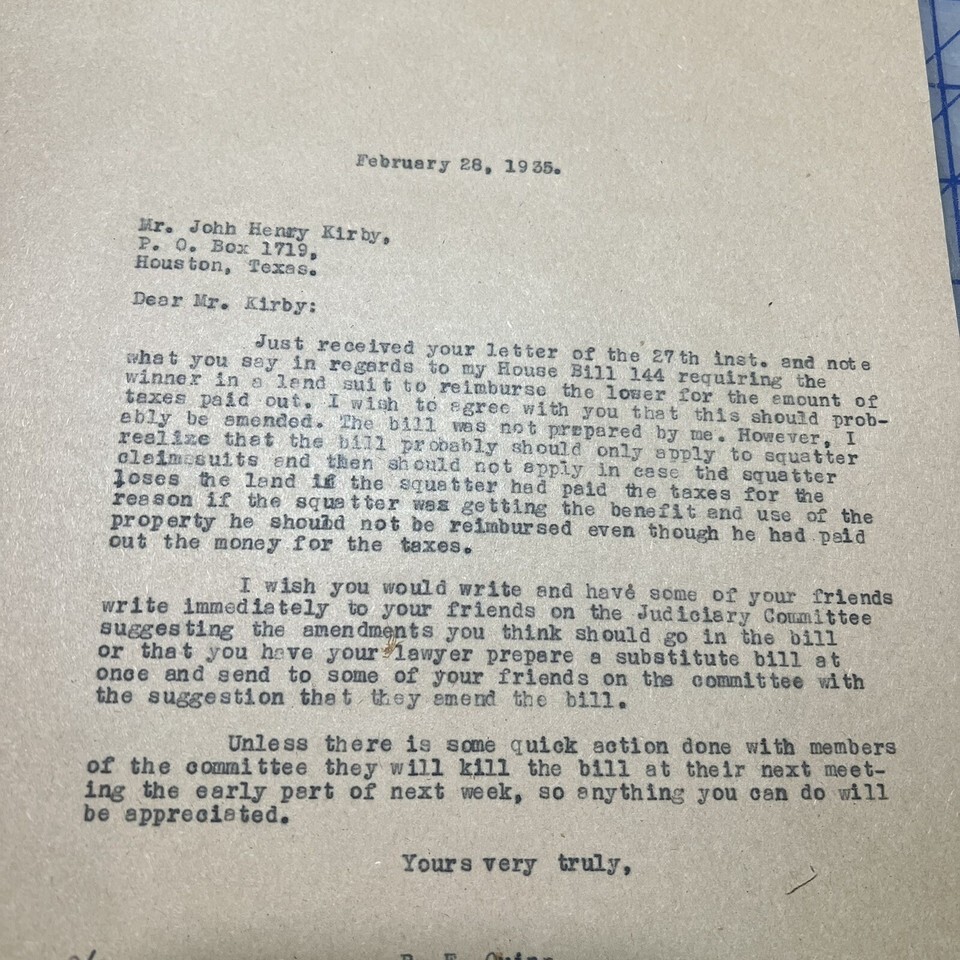 February 28, 1935.
Mr. Johh Henry Kirby,
P. O. Box 1719,
Houston, Texas.
Dear Mr. Kirby:
Just received your letter of the 27th inst. and note
what you say in regards to my House Bill 144 requiring the
winner in a land suit to reimburse the lower for the amount of
taxes paid out. I wish to agree with you that this should prob-
ably be amended. The bill was not prepared by me. However, I
realize that the bill probably should only apply to squatter
claimesuits and then should not apply in case thd squatter
loses the land if the squatter had paid the taxes for the
reason if the squatter was getting the benefit and use of the
property he should not be reimbursed even though he had paid
out the money for the taxes.
I wish you would write and have some of your friends
write immediately to your friends on the Judiciary Committee
suggesting the amendments you think should go in the bill
or that you have your lawyer prepare a substitute bill at
once and send to some of your friends on the committee with
the suggestion that they amend the bill.
Unless there is some quick action done with members
of the committee they will kill the bill at their next meet-
ing the early part of next week, so anything you can do will
be appreciated.
Yours very truly,